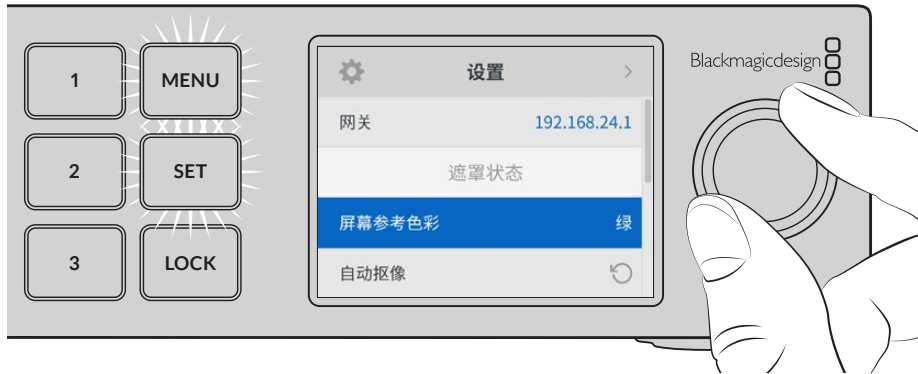 1
MENU
2
SET
3
LOCK
设置
网关 192.168.24.1
遮罩状态
屏幕参考色彩 绿
自动抠像
Blackmagicdesign